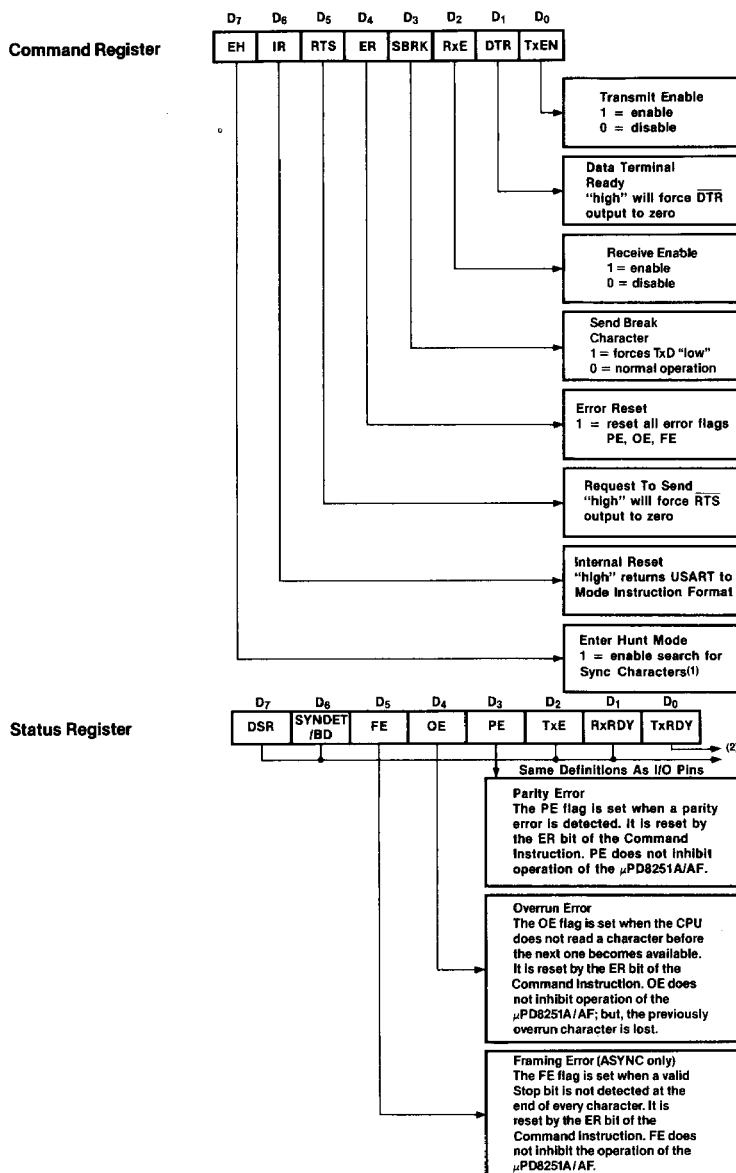 Command Register
D7 D6 D5 D4 D3 D2 D1 D0
EH IR RTS ER SBRK RxE DTR TxEN
Transmit Enable
1 = enable
0 = disable
Data Terminal
Ready
"high" will force D̅T̅R̅
output to zero
Receive Enable
1 = enable
0 = disable
Send Break
Character
1 = forces TxD "low"
0 = normal operation
Error Reset
1 = reset all error flags
PE, OE, FE
Request To Send
"high" will force R̅T̅S̅
output to zero
Internal Reset
"high" returns USART to
Mode Instruction Format
Enter Hunt Mode
1 = enable search for
Sync Characters(1)
Status Register
D7 D6 D5 D4 D3 D2 D1 D0
DSR SYNDET/BD FE OE PE TxE RxRDY TxRDY
(2)
Same Definitions As I/O Pins
Parity Error
The PE flag is set when a parity
error is detected. It is reset by
the ER bit of the Command
Instruction. PE does not inhibit
operation of the μPD8251A/AF.
Overrun Error
The OE flag is set when the CPU
does not read a character before
the next one becomes available.
It is reset by the ER bit of the
Command Instruction. OE does
not inhibit operation of the
μPD8251A/AF; but, the previously
overrun character is lost.
Framing Error (ASYNC only)
The FE flag is set when a valid
Stop bit is not detected at the
end of every character. It is
reset by the ER bit of the
Command Instruction. FE does
not inhibit the operation of the
μPD8251A/AF.